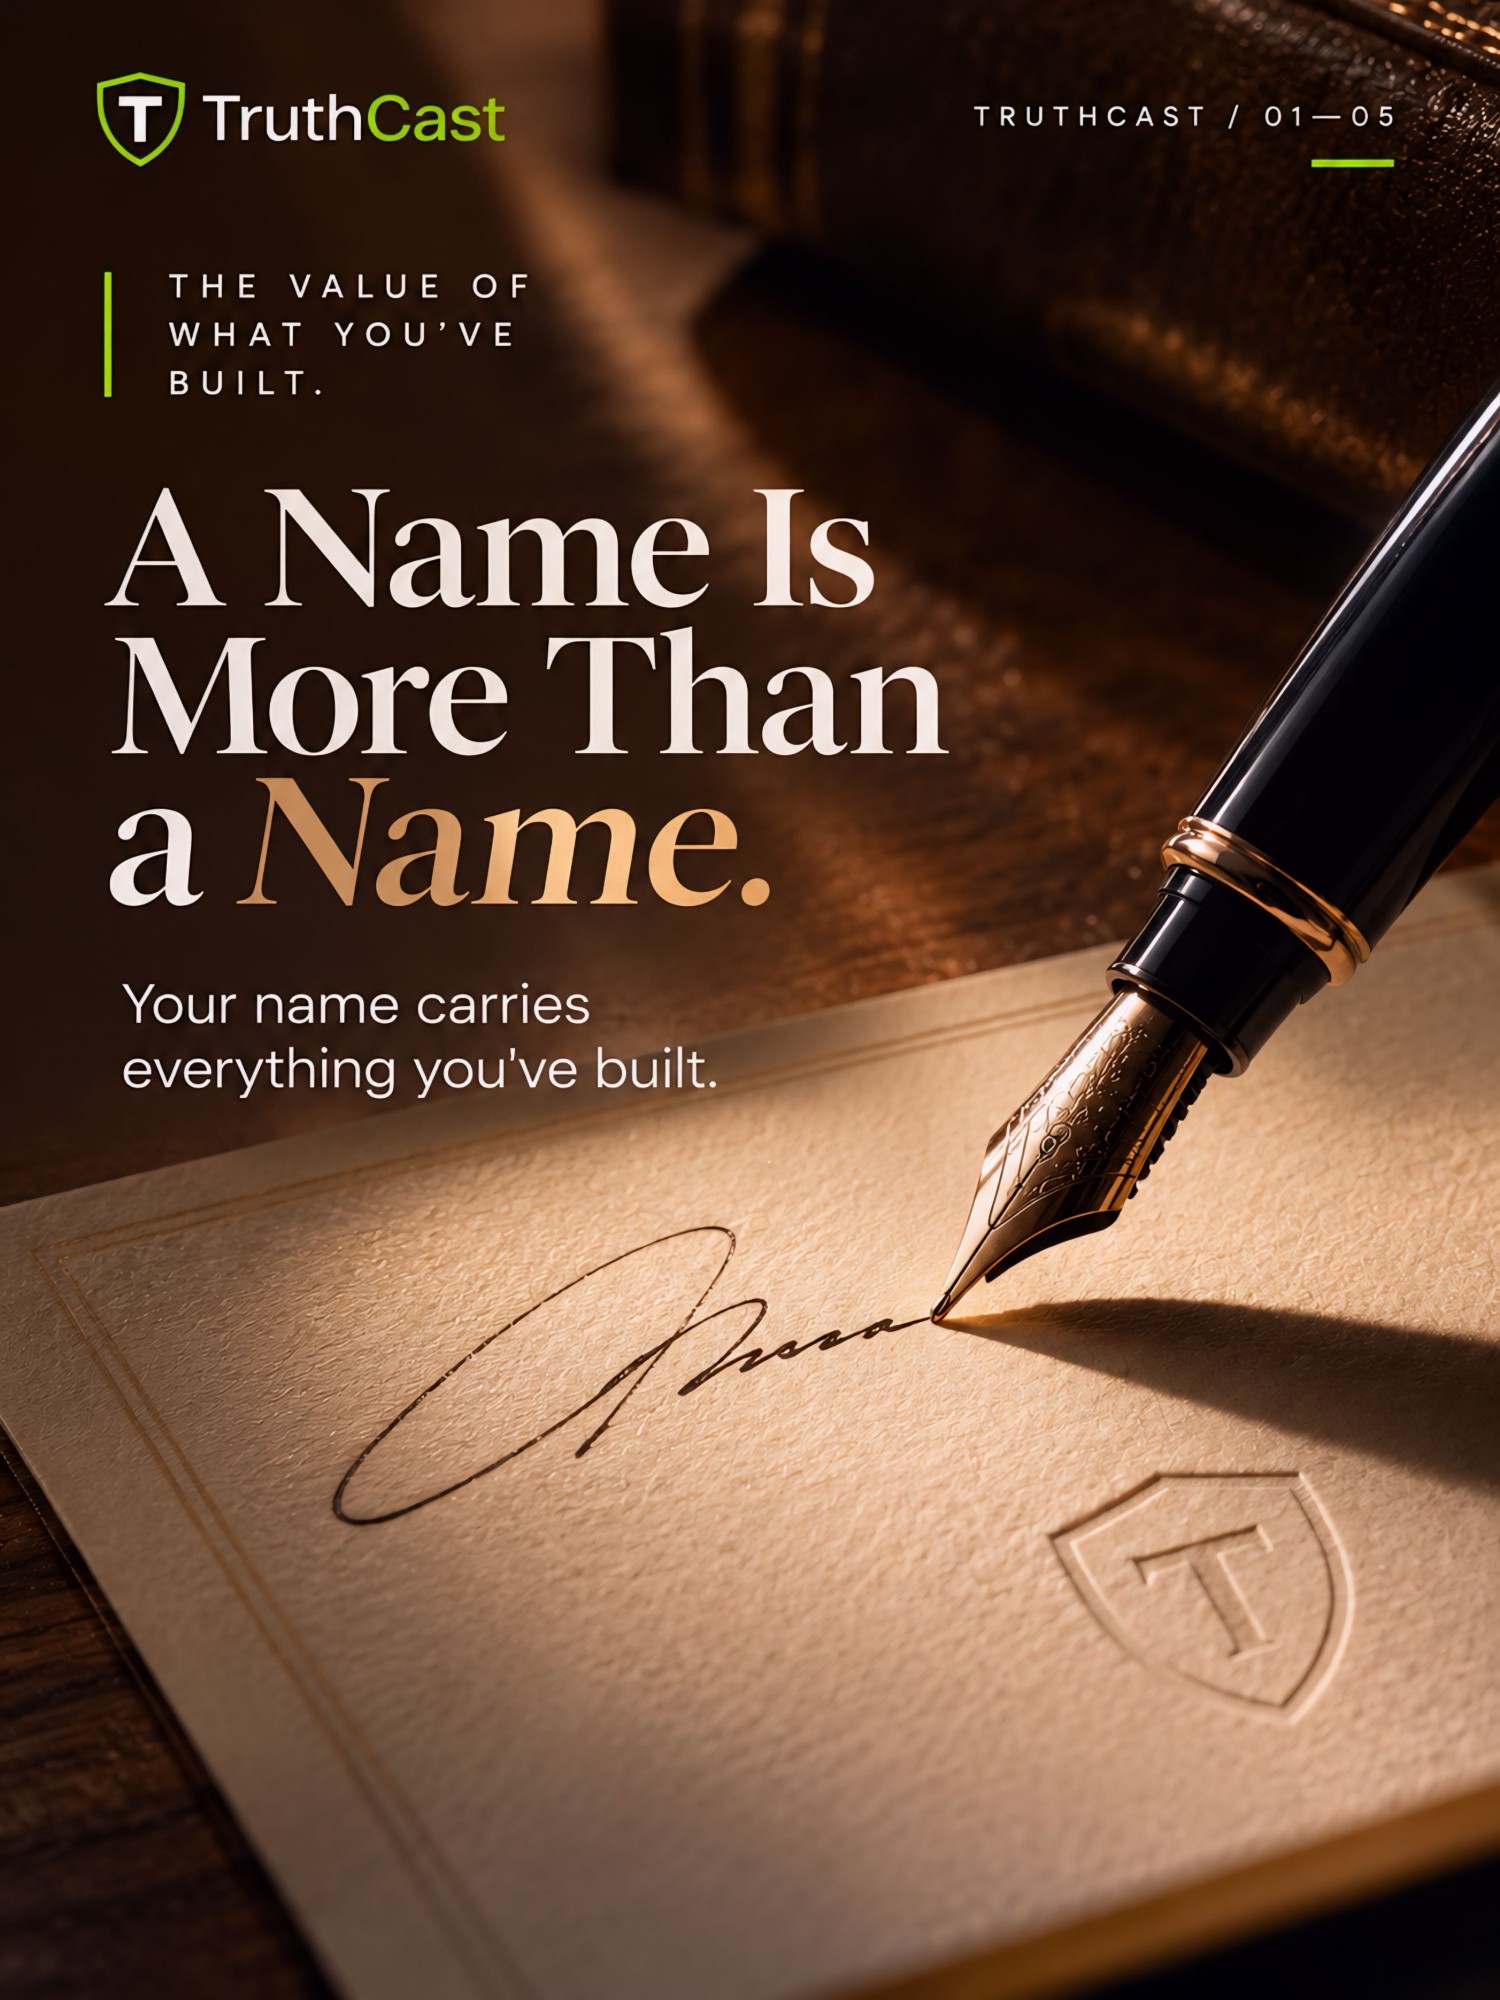 TruthCast
TRUTHCAST / 01—05
THE VALUE OF
WHAT YOU’VE
BUILT.
A Name Is
More Than
a Name.
Your name carries
everything you've built.
T